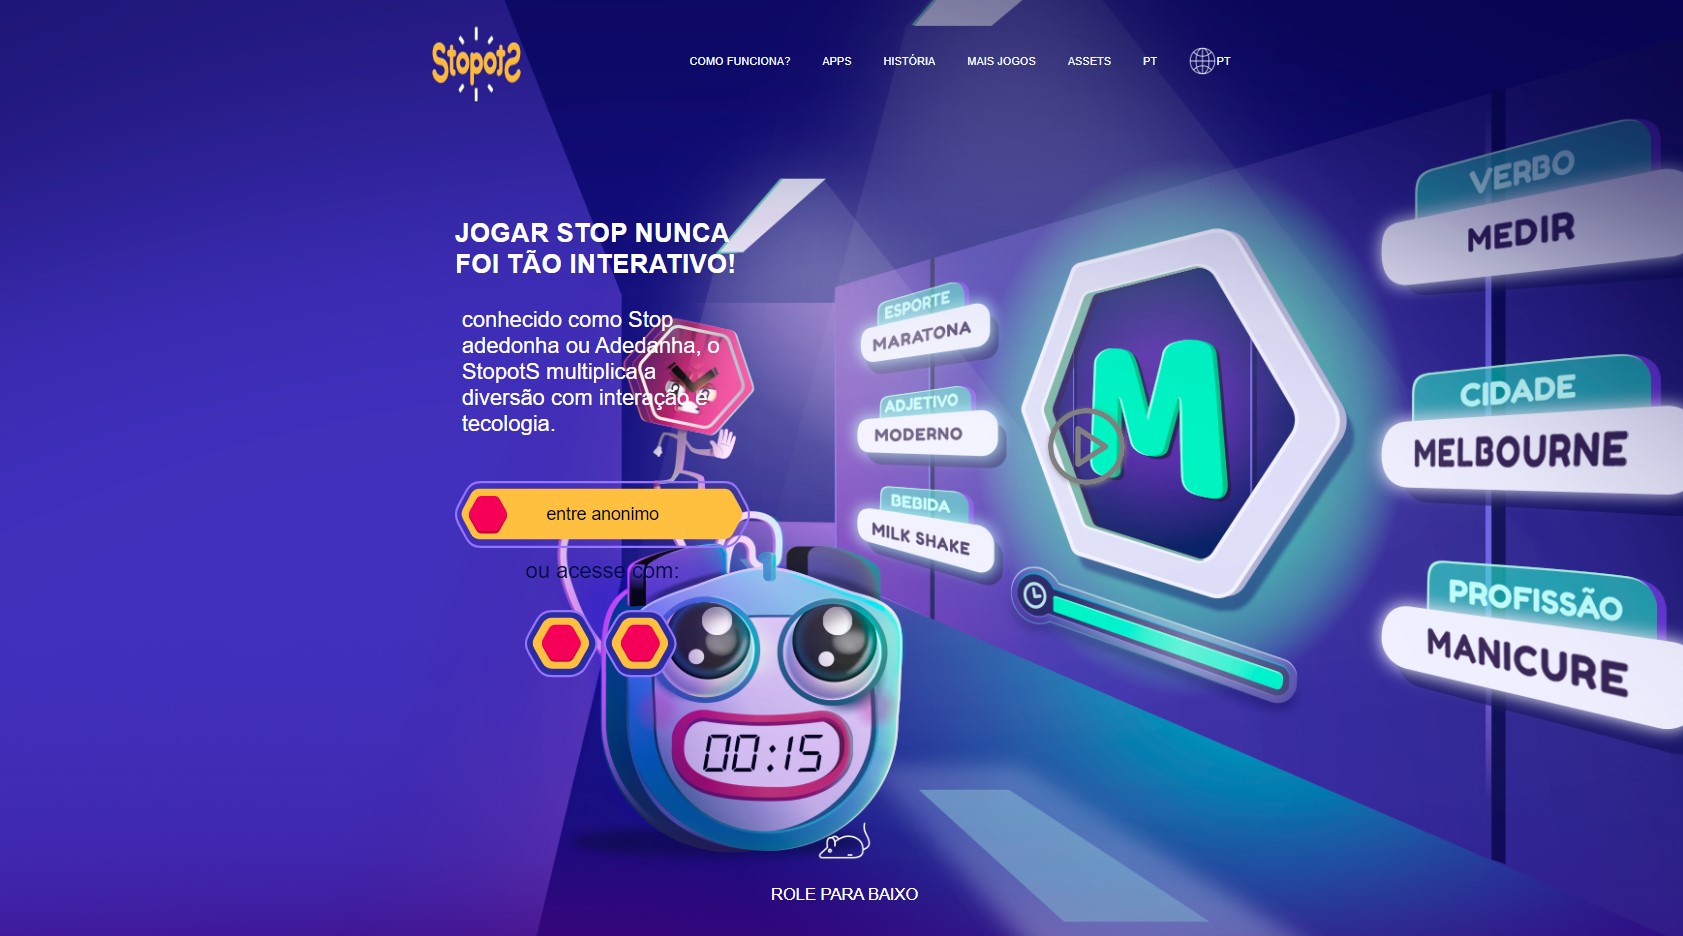 StopotS
COMO FUNCIONA?
APPS
HISTÓRIA
MAIS JOGOS
ASSETS
PT
PT
JOGAR STOP NUNCA
FOI TÃO INTERATIVO!
conhecido como Stop
adedonha ou Adedanha, o
StopotS multiplica a
diversão com interação e
tecologia.
entre anonimo
ou acesse com:
ESPORTE
MARATONA
ADJETIVO
MODERNO
BEBIDA
MILK SHAKE
M
VERBO
MEDIR
CIDADE
MELBOURNE
PROFISSÃO
MANICURE
00:15
ROLE PARA BAIXO